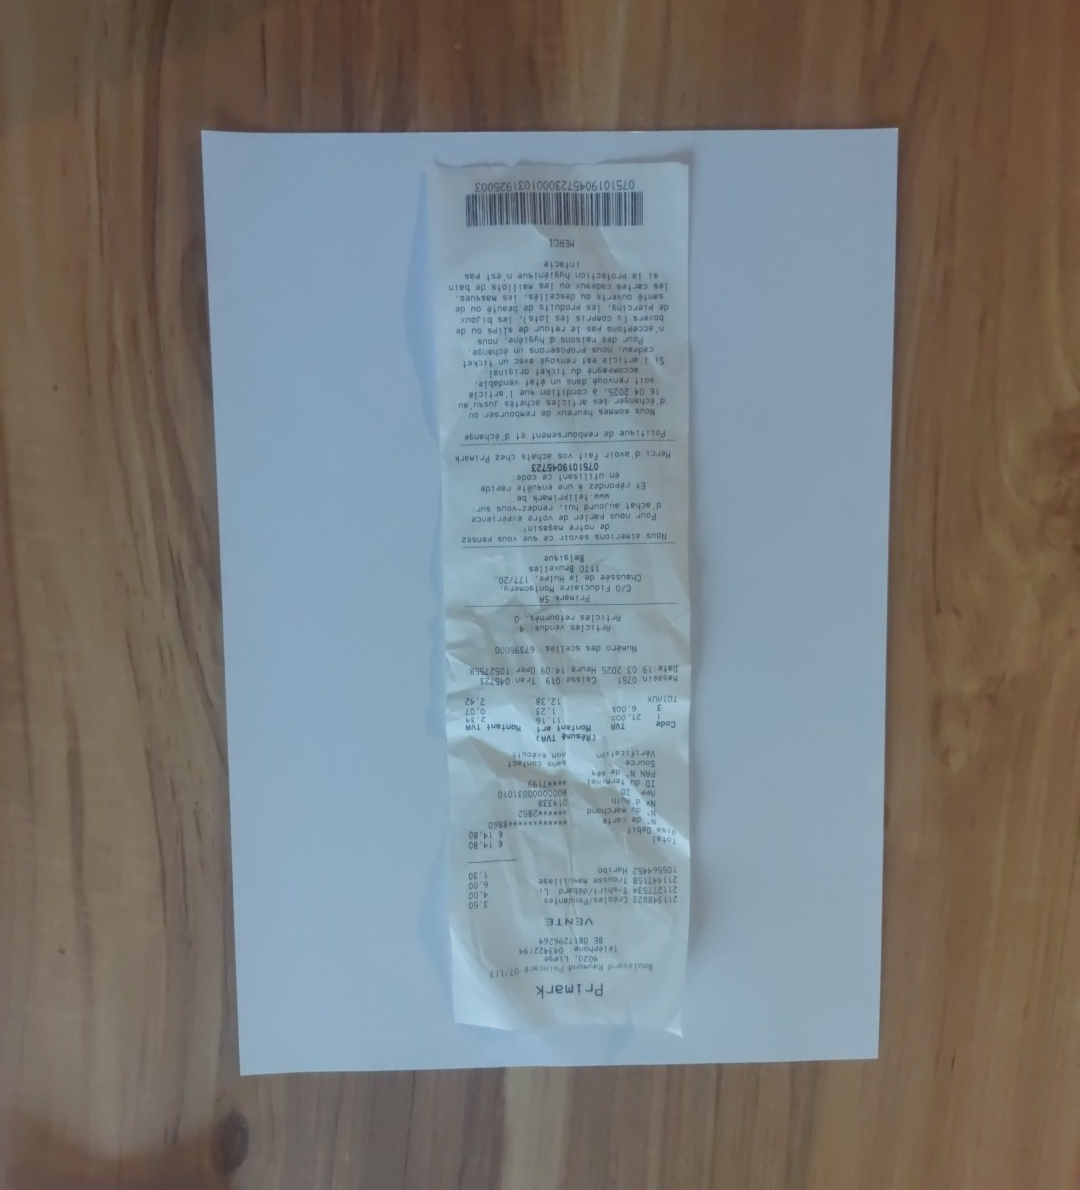 Primark
Boulevard Raymond Poincaré 07/113
4020, Liege
Téléphone: 043422194
BE 0817296264
VENTE
211348823 Créoles/Pendantes 3,50
211277534 T-shirt/débard. Li. 4,00
211447158 Trousse maquillage 6,00
105564452 Haribo 1,30
Total € 14,80
Visa Debit € 14,80
N° de carte ************8860
N° du marchand ******2852
N° d'Auth 014338
App. ID A0000000031010
ID du terminal ****7199
PAN N° de séq
Source sans contact
Vérification non exécuté
(Résumé TVA)
Code TVA Montant art Montant TVA
1 21,00% 11,16 2,34
3 6,00% 1,23 0,07
TOTAUX 12,38 2,42
Magasin:0751 Caisse:019 Tran:045723
Date:19.03.2025 Heure:14:09 Oper:10527558
Numéro des scellés: 67395000
Articles vendus: 4
Articles retournés: 0
Primark SA
C/O Fiduciaire Montgomery,
Chaussée de la Hulpe, 177/20,
1170 Bruxelles
Belgique
Nous aimerions savoir ce que vous pensez
de notre magasin!
Pour nous parler de votre expérience
d'achat aujourd'hui, rendez-vous sur:
www.tellprimark.be
Et répondez à une enquête rapide
en utilisant ce code:
0751019045723
Merci d'avoir fait vos achats chez Primark
Politique de remboursement et d'échange
Nous sommes heureux de rembourser ou
d'échanger les articles achetés jusqu'au
16.04.2025, à condition que l'article
soit renvoyé dans un état vendable,
accompagné du ticket original.
Si l'article est renvoyé avec un ticket
cadeau, nous proposerons un échange.
Pour des raisons d'hygiène, nous
n'acceptons pas le retour de slips ou de
boxers (y compris les lots), les bijoux
de piercing, les produits de beauté ou de
santé ouverts ou descellés, les masques,
les cartes cadeaux ou les maillots de bain
si la protection hygiénique n'est pas
intacte.
MERCI
0751019045723000103192500​3